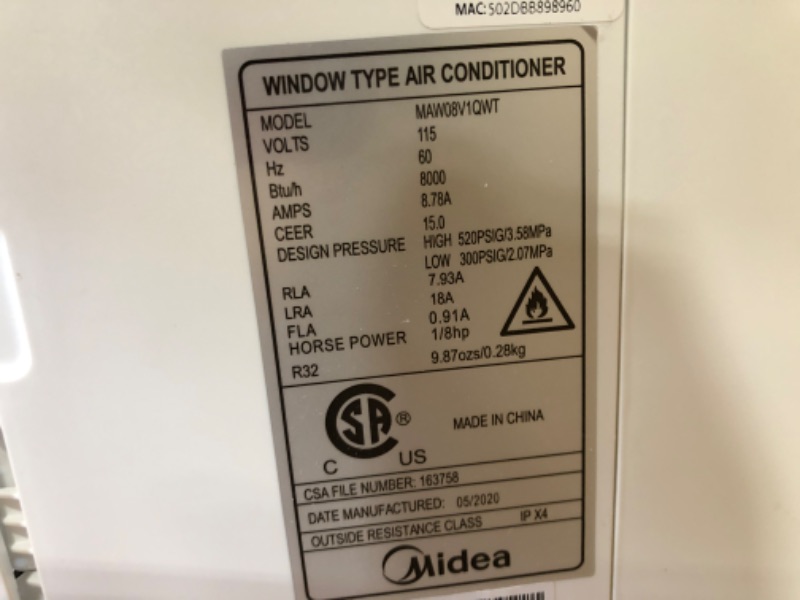 MAC: 502DBB898960
WINDOW TYPE AIR CONDITIONER
MODEL MAW08V1QWT
VOLTS 115
Hz 60
Btu/h 8000
AMPS 8.78A
CEER 15.0
DESIGN PRESSURE HIGH 520PSIG/3.58MPa
LOW 300PSIG/2.07MPa
RLA 7.93A
LRA 18A
FLA 0.91A
HORSE POWER 1/8hp
R32 9.87ozs/0.28kg
CSA ®
C US
MADE IN CHINA
CSA FILE NUMBER: 163758
DATE MANUFACTURED: 05/2020
OUTSIDE RESISTANCE CLASS IP X4
Midea